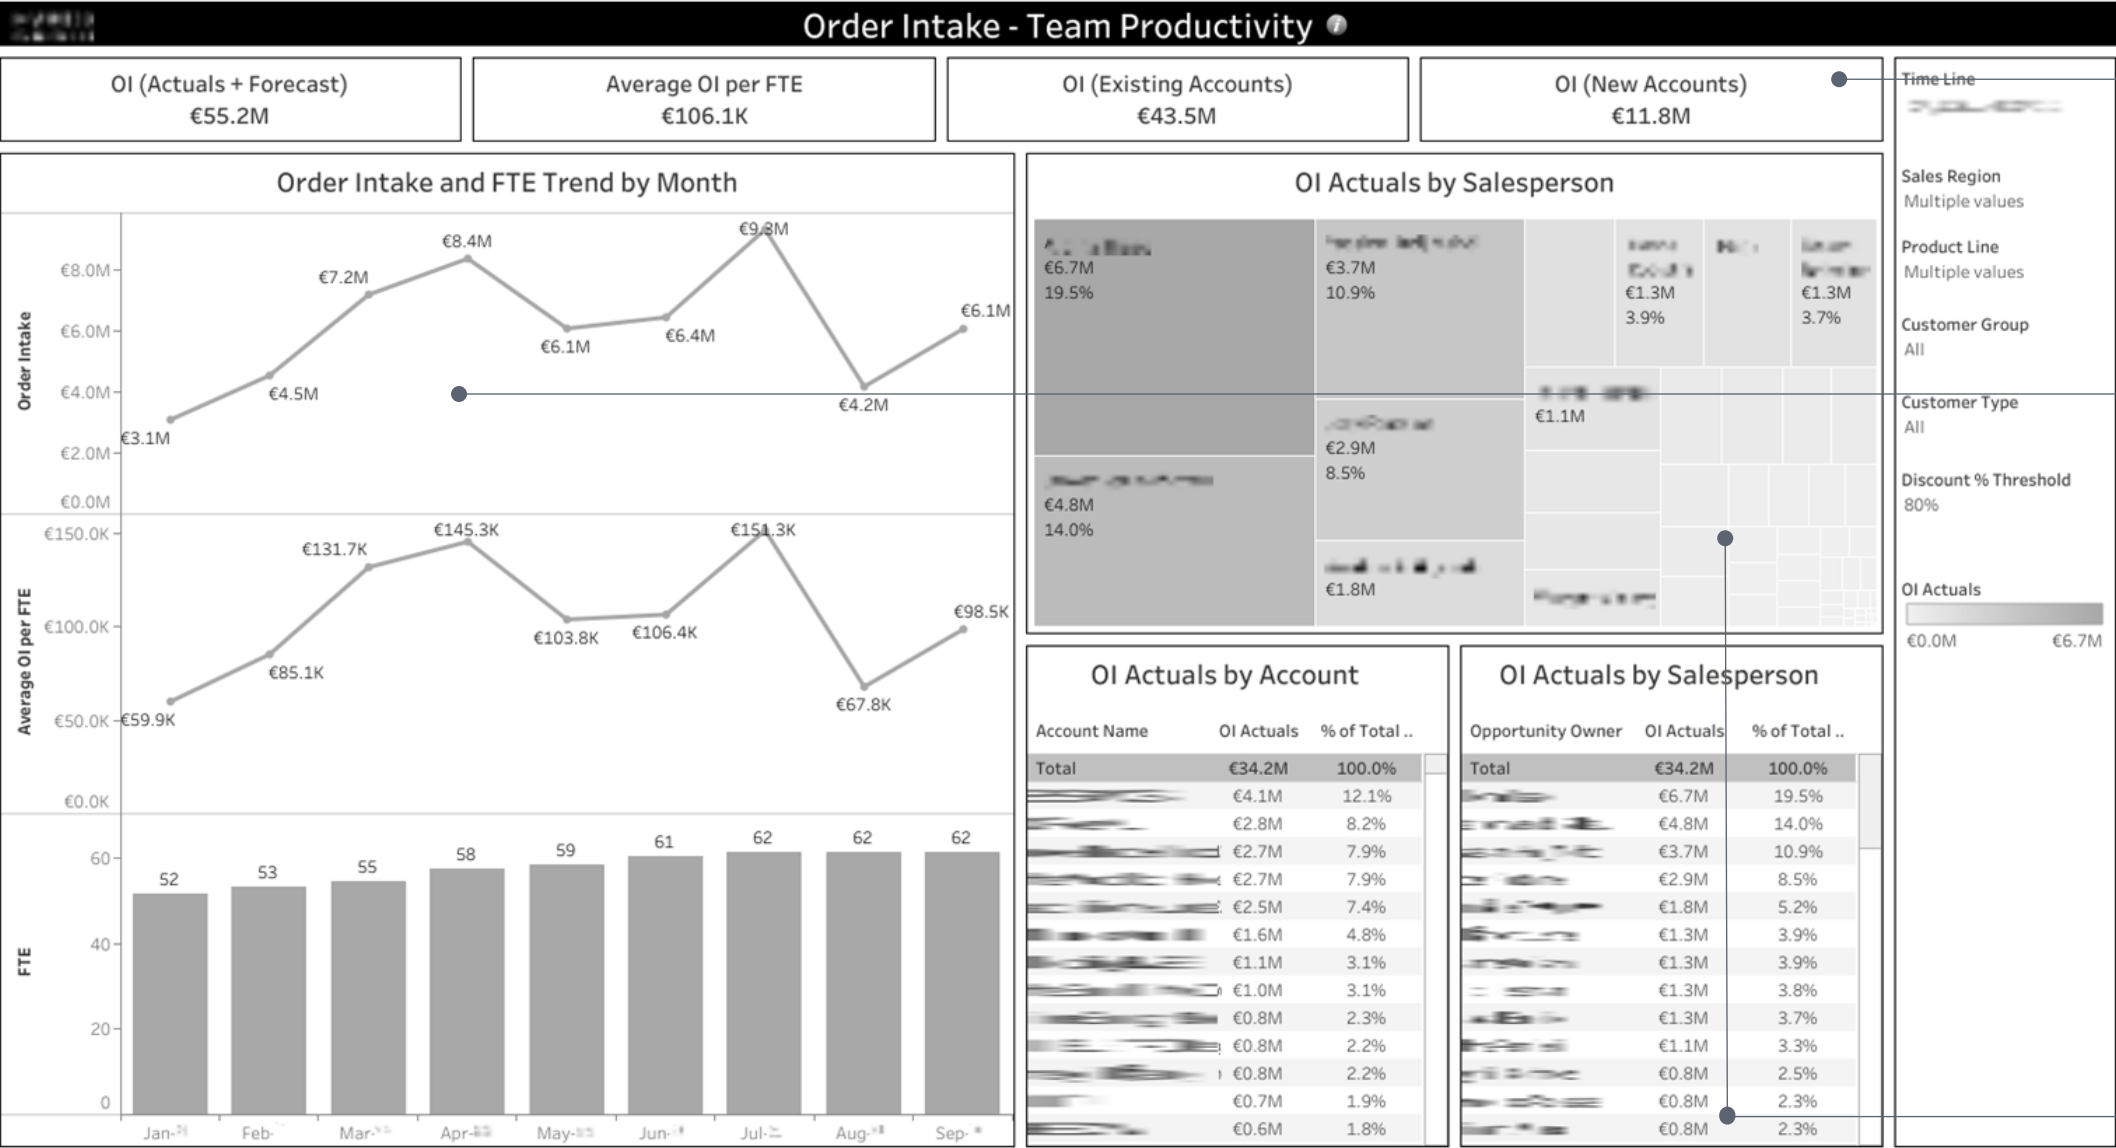 Order Intake - Team Productivity
OI (Actuals + Forecast)
€55.2M
Average OI per FTE
€106.1K
OI (Existing Accounts)
€43.5M
OI (New Accounts)
€11.8M
Order Intake and FTE Trend by Month
Order Intake
€8.0M
€6.0M
€4.0M
€2.0M
€0.0M
€3.1M
€4.5M
€7.2M
€8.4M
€6.1M
€6.4M
€9.3M
€4.2M
€6.1M
Average OI per FTE
€150.0K
€100.0K
€50.0K
€0.0K
€59.9K
€85.1K
€131.7K
€145.3K
€103.8K
€106.4K
€151.3K
€67.8K
€98.5K
FTE
60
40
20
0
52
53
55
58
59
61
62
62
62
Jan-
Feb-
Mar-
Apr-
May-
Jun-
Jul-
Aug-
Sep-
OI Actuals by Salesperson
€6.7M
19.5%
€4.8M
14.0%
€3.7M
10.9%
€2.9M
8.5%
€1.8M
€1.3M
3.9%
€1.3M
3.7%
€1.1M
OI Actuals by Account
Account Name OI Actuals % of Total ..
Total €34.2M 100.0%
€4.1M 12.1%
€2.8M 8.2%
€2.7M 7.9%
€2.7M 7.9%
€2.5M 7.4%
€1.6M 4.8%
€1.1M 3.1%
€1.0M 3.1%
€0.8M 2.3%
€0.8M 2.2%
€0.8M 2.2%
€0.7M 1.9%
€0.6M 1.8%
OI Actuals by Salesperson
Opportunity Owner OI Actuals % of Total ..
Total €34.2M 100.0%
€6.7M 19.5%
€4.8M 14.0%
€3.7M 10.9%
€2.9M 8.5%
€1.8M 5.2%
€1.3M 3.9%
€1.3M 3.9%
€1.3M 3.8%
€1.3M 3.7%
€1.1M 3.3%
€0.8M 2.5%
€0.8M 2.3%
€0.8M 2.3%
Time Line
Sales Region
Multiple values
Product Line
Multiple values
Customer Group
All
Customer Type
All
Discount % Threshold
80%
OI Actuals
€0.0M €6.7M